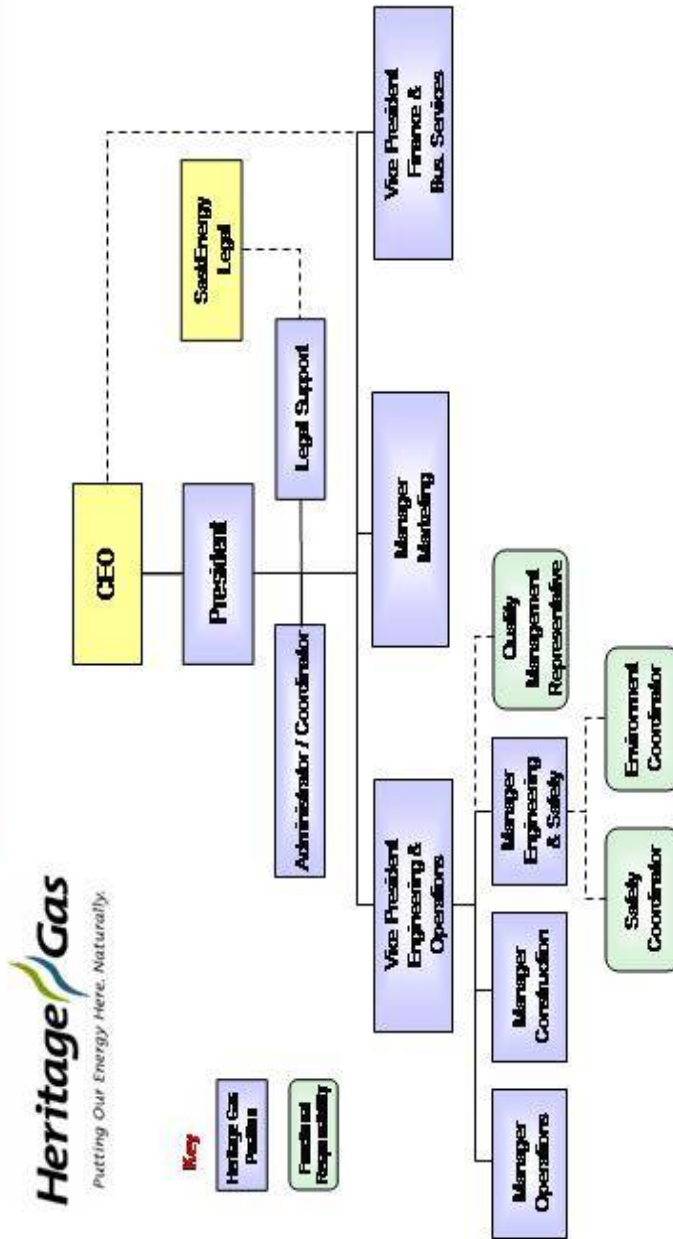 Heritage Gas
Putting Our Energy Here. Naturally.
CEO
President
SaskEnergy
Legal
Administrator / Coordinator
Legal Support
Vice President
Engineering &
Operations
Manager
Marketing
Vice President
Finance &
Bus. Services
Manager
Operations
Manager
Construction
Manager
Engineering
& Safety
Quality
Management
Representative
Safety
Coordinator
Environment
Coordinator
Key
Heritage Gas
Position
Functional
Responsibility